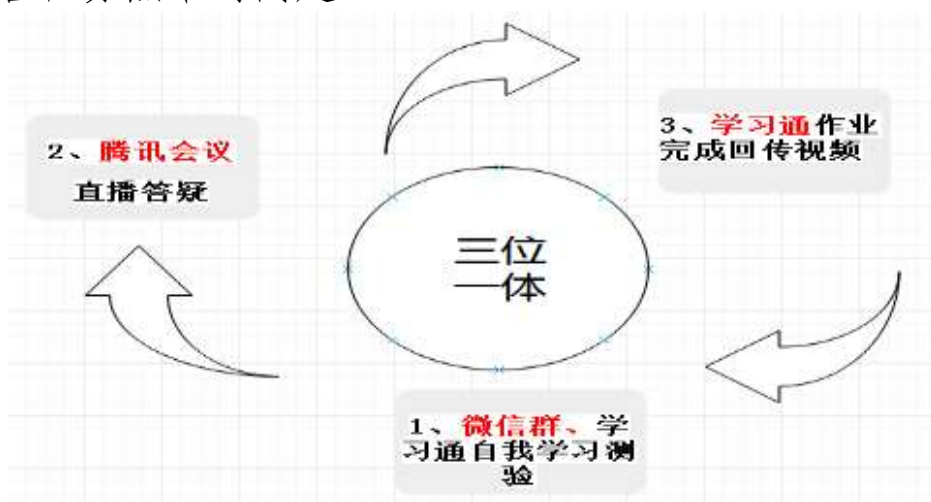 2、腾讯会议
直播答疑
3、学习通作业
完成回传视频
三位
一体
1、微信群、学
习通自我学习测
验